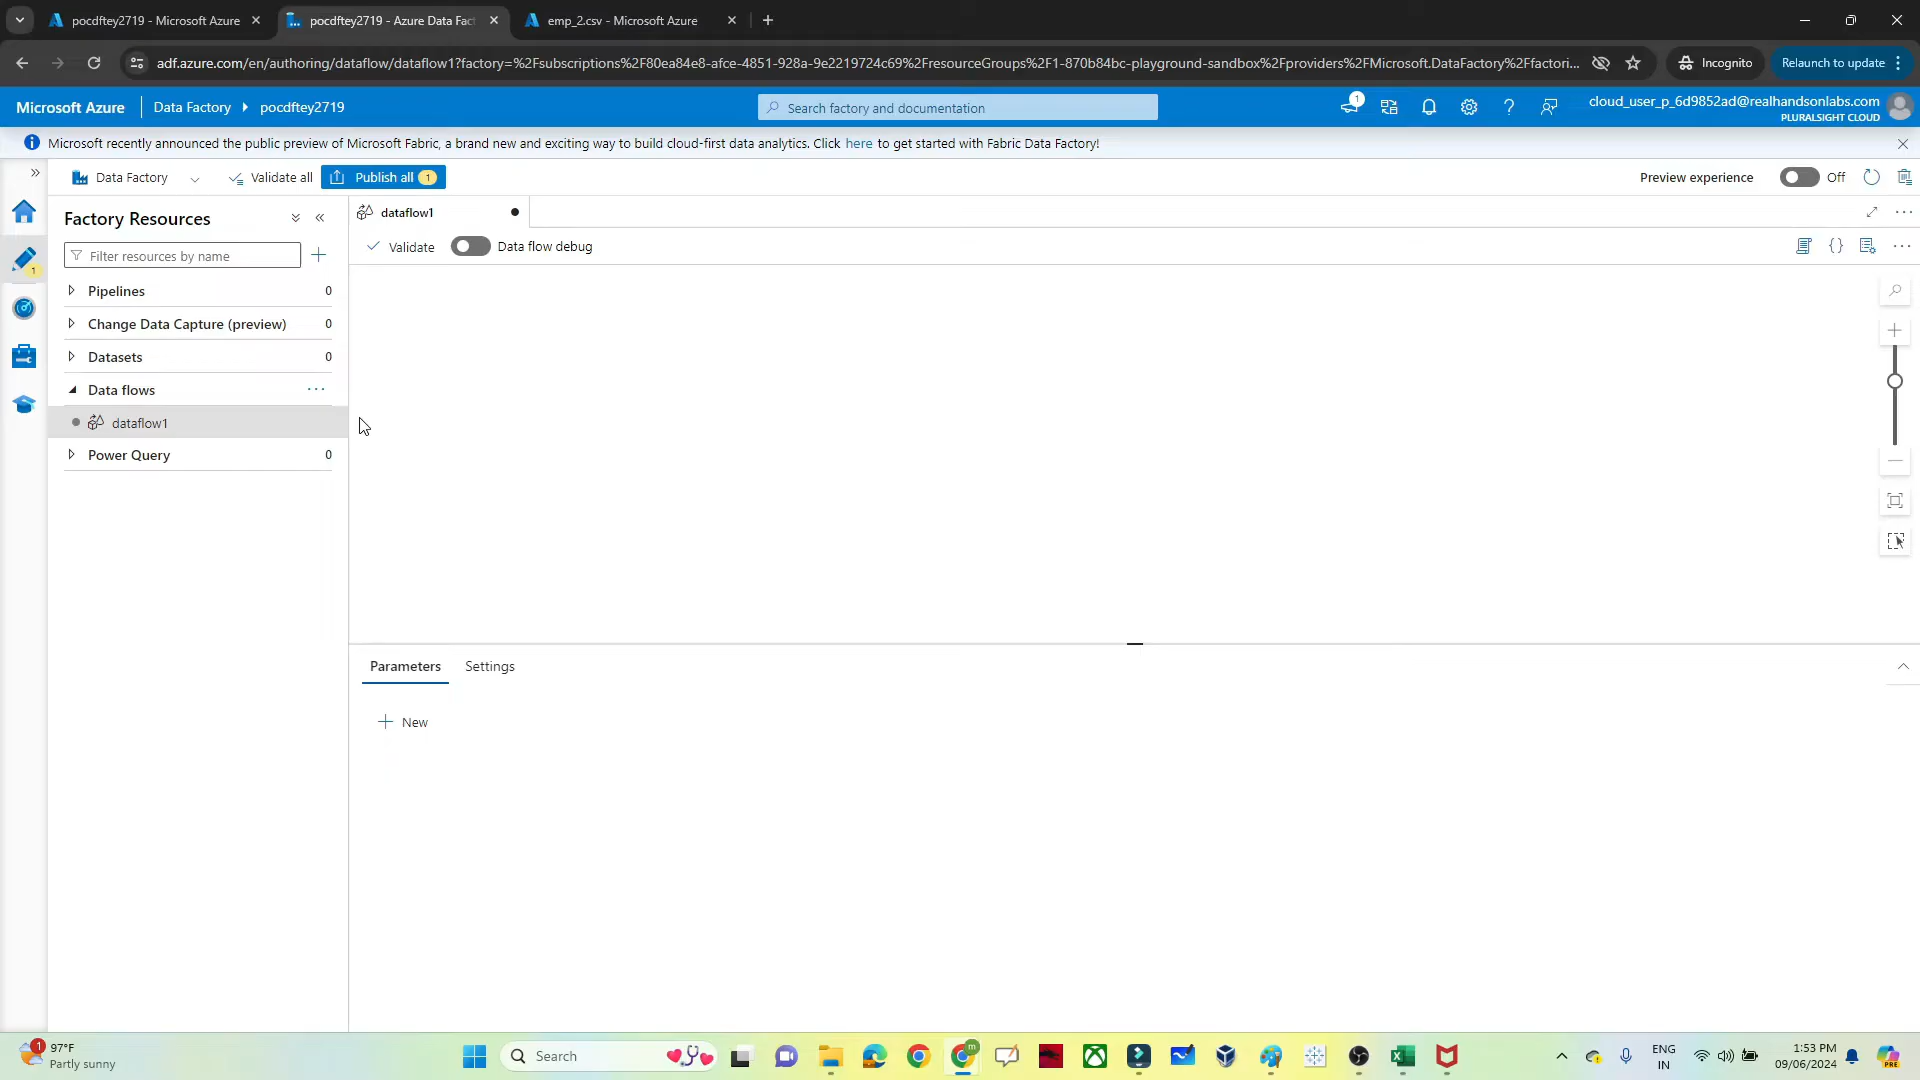 pocdftey2719 - Microsoft Azure
pocdftey2719 - Azure Data Fact
emp_2.csv - Microsoft Azure
adf.azure.com/en/authoring/dataflow/dataflow1?factory=%2Fsubscriptions%2F80ea84e8-afce-4851-928a-9e2219724c69%2FresourceGroups%2F1-870b84bc-playground-sandbox%2Fproviders%2FMicrosoft.DataFactory%2Ffactori...
Incognito
Relaunch to update
Microsoft Azure
Data Factory
pocdftey2719
Search factory and documentation
1
cloud_user_p_6d9852ad@realhandsonlabs.com
PLURALSIGHT CLOUD
Microsoft recently announced the public preview of Microsoft Fabric, a brand new and exciting way to build cloud-first data analytics. Click here to get started with Fabric Data Factory!
Data Factory
Validate all
Publish all 1
Preview experience
Off
Factory Resources
dataflow1
Filter resources by name
Validate
Data flow debug
1
Pipelines 0
Change Data Capture (preview) 0
Datasets 0
Data flows
dataflow1
Power Query 0
Parameters
Settings
New
1
97°F
Partly sunny
Search
m
ENG
IN
1:53 PM
09/06/2024
PRE